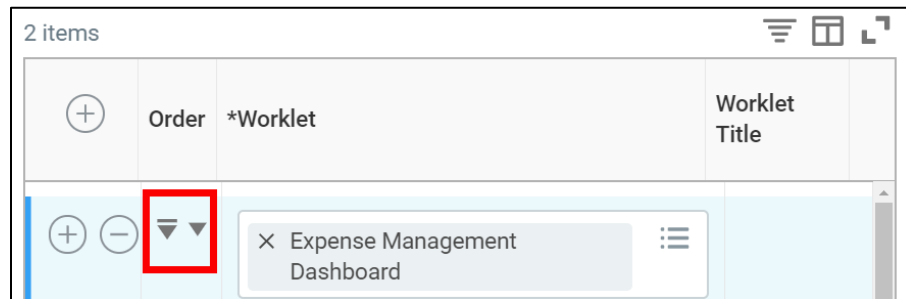 2 items
Order *Worklet Worklet
Title
Expense Management
Dashboard